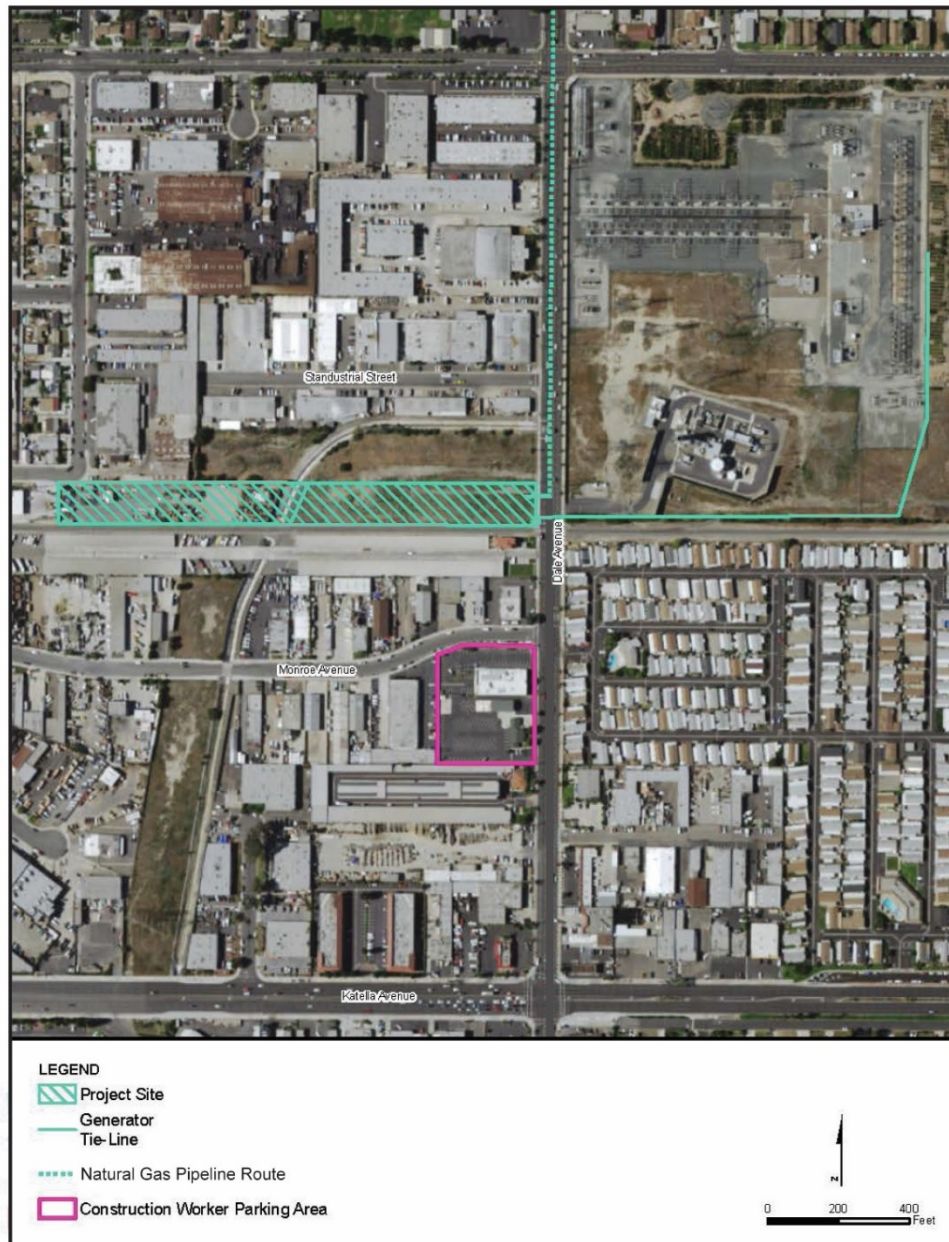 Standustrial Street
Dale Avenue
Monroe Avenue
Katella Avenue
LEGEND
Project Site
Generator
Tie-Line
Natural Gas Pipeline Route
Construction Worker Parking Area
N
0 200 400
Feet